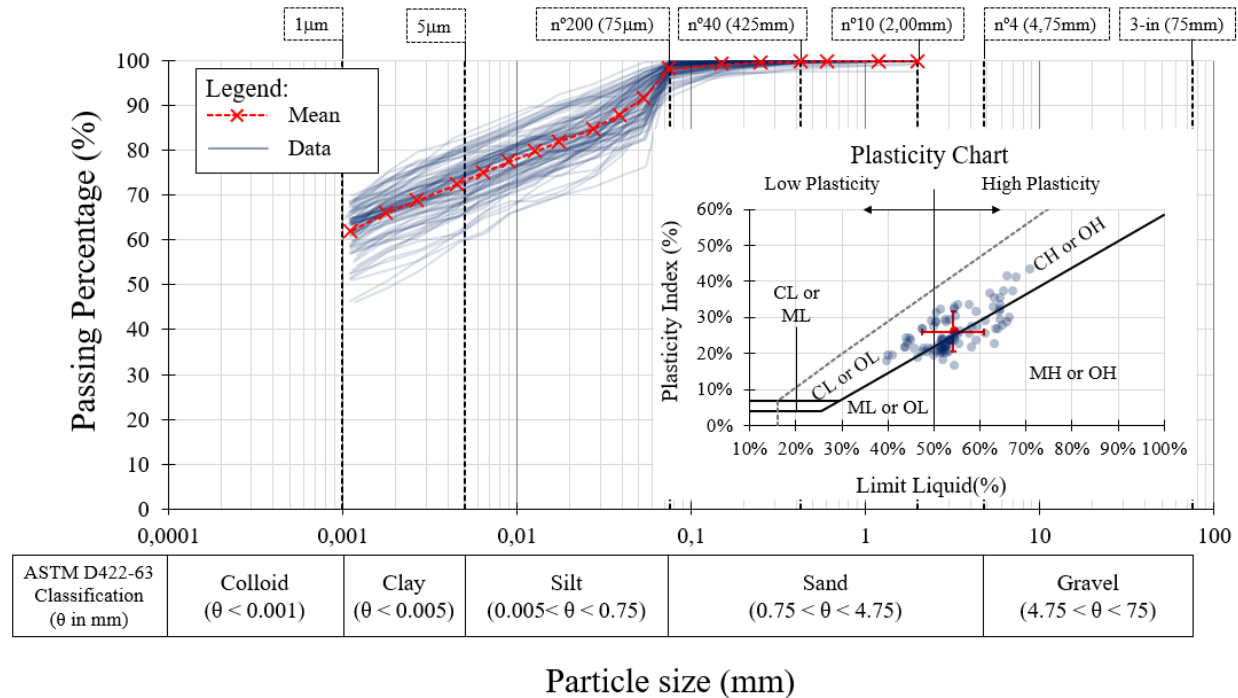 1μm
5μm
nº200 (75μm)
nº40 (425mm)
nº10 (2,00mm)
nº4 (4,75mm)
3-in (75mm)
Passing Percentage (%)
100
90
80
70
60
50
40
30
20
10
0
Legend:
Mean
Data
Plasticity Chart
Low Plasticity
High Plasticity
Plasticity Index (%)
60%
50%
40%
30%
20%
10%
0%
CL or
ML
CL or OL
CH or OH
ML or OL
MH or OH
10% 20% 30% 40% 50% 60% 70% 80% 90% 100%
Limit Liquid(%)
0,0001 0,001 0,01 0,1 1 10 100
ASTM D422-63
Classification
(θ in mm)
Colloid
(θ < 0.001)
Clay
(θ < 0.005)
Silt
(0.005< θ < 0.75)
Sand
(0.75 < θ < 4.75)
Gravel
(4.75 < θ < 75)
Particle size (mm)